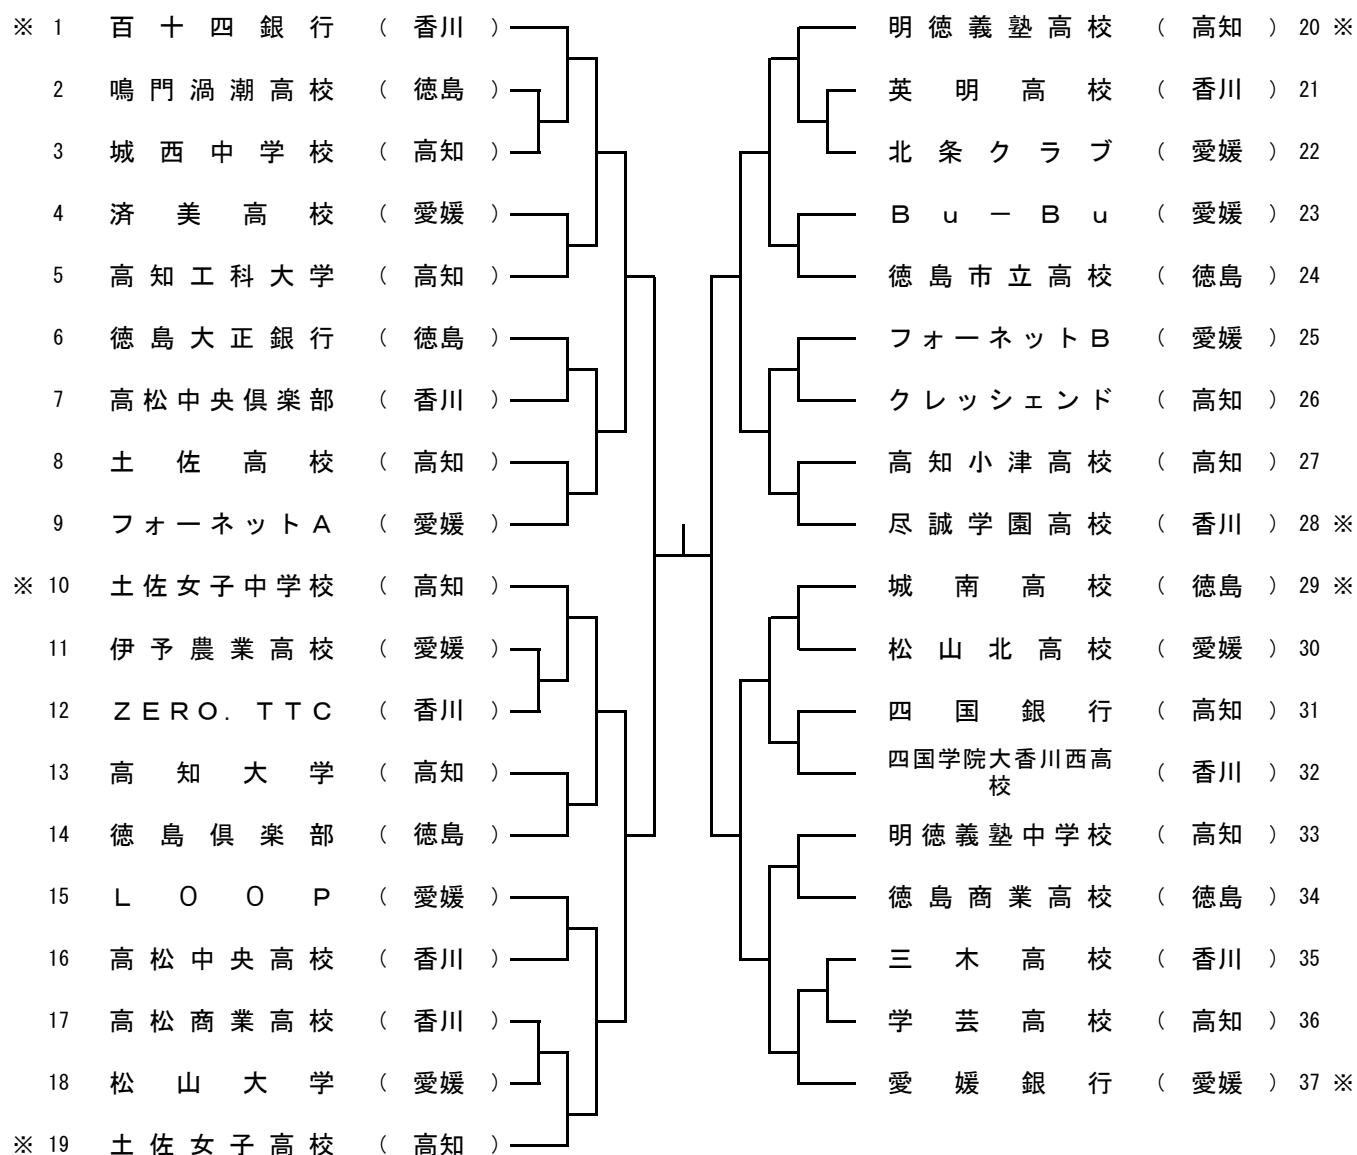 ※ 1 百十四銀行 （ 香川 ）
2 鳴門渦潮高校 （ 徳島 ）
3 城西中学校 （ 高知 ）
4 済美高校 （ 愛媛 ）
5 高知工科大学 （ 高知 ）
6 徳島大正銀行 （ 徳島 ）
7 高松中央倶楽部 （ 香川 ）
8 土佐高校 （ 高知 ）
9 フォーネットＡ （ 愛媛 ）
※ 10 土佐女子中学校 （ 高知 ）
11 伊予農業高校 （ 愛媛 ）
12 ＺＥＲＯ．ＴＴＣ （ 香川 ）
13 高知大学 （ 高知 ）
14 徳島倶楽部 （ 徳島 ）
15 ＬＯＯＰ （ 愛媛 ）
16 高松中央高校 （ 香川 ）
17 高松商業高校 （ 香川 ）
18 松山大学 （ 愛媛 ）
※ 19 土佐女子高校 （ 高知 ）
明徳義塾高校 （ 高知 ） 20 ※
英明高校 （ 香川 ） 21
北条クラブ （ 愛媛 ） 22
Ｂｕ－Ｂｕ （ 愛媛 ） 23
徳島市立高校 （ 徳島 ） 24
フォーネットＢ （ 愛媛 ） 25
クレッシェンド （ 高知 ） 26
高知小津高校 （ 高知 ） 27
尽誠学園高校 （ 香川 ） 28 ※
城南高校 （ 徳島 ） 29 ※
松山北高校 （ 愛媛 ） 30
四国銀行 （ 高知 ） 31
四国学院大香川西高
校 （ 香川 ） 32
明徳義塾中学校 （ 高知 ） 33
徳島商業高校 （ 徳島 ） 34
三木高校 （ 香川 ） 35
学芸高校 （ 高知 ） 36
愛媛銀行 （ 愛媛 ） 37 ※